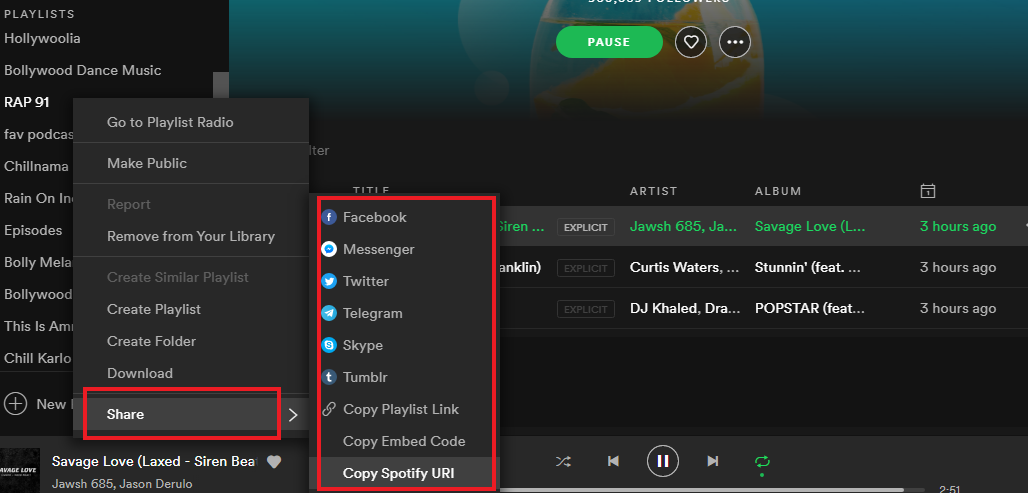 PLAYLISTS
Hollywoolia
Bollywood Dance Music
RAP 91
fav podcas
Chillnama
Rain On In
Episodes
Bolly Mela
Bollywood
This Is Am
Chill Karlo
New
Go to Playlist Radio
Make Public
Report
Remove from Your Library
Create Similar Playlist
Create Playlist
Create Folder
Download
Share
Facebook
Messenger
Twitter
Telegram
Skype
Tumblr
Copy Playlist Link
Copy Embed Code
Copy Spotify URI
FOLLOWERS
PAUSE
lter
TITLE ARTIST ALBUM
Siren ... EXPLICIT Jawsh 685, Ja... Savage Love (L... 3 hours ago
anklin) EXPLICIT Curtis Waters, ... Stunnin' (feat. ... 3 hours ago
EXPLICIT DJ Khaled, Dra... POPSTAR (feat... 3 hours ago
SAVAGE LOVE
Savage Love (Laxed - Siren Bea
Jawsh 685, Jason Derulo
2:51